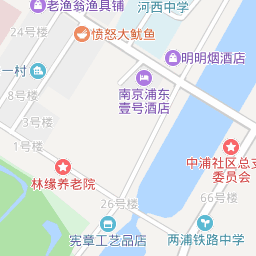 老渔翁渔具铺
河西中学
24号楼
愤怒大鱿鱼
明明烟酒店
一村
南京浦东
壹号酒店
8号楼
3号楼
1号楼
中浦社区总支
委员会
林缘养老院
66号楼
26号楼
宪章工艺品店
两浦铁路中学